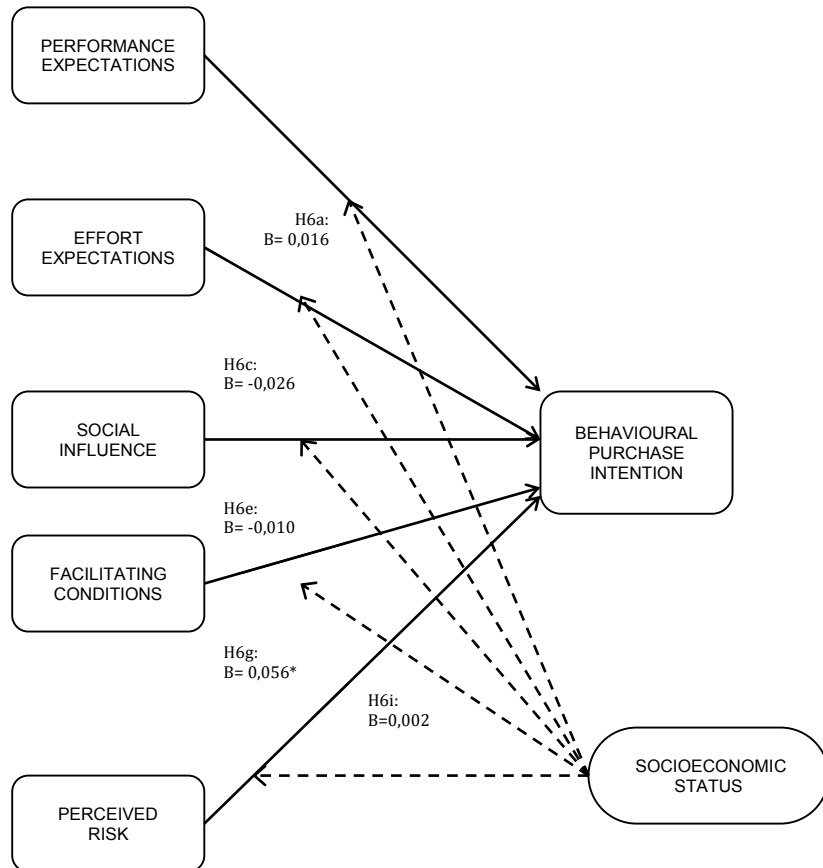 PERFORMANCE
EXPECTATIONS
H6a:
B= 0,016
EFFORT
EXPECTATIONS
H6c:
B= -0,026
SOCIAL
INFLUENCE
BEHAVIOURAL
PURCHASE
INTENTION
H6e:
B= -0,010
FACILITATING
CONDITIONS
H6g:
B= 0,056*
H6i:
B=0,002
SOCIOECONOMIC
STATUS
PERCEIVED
RISK